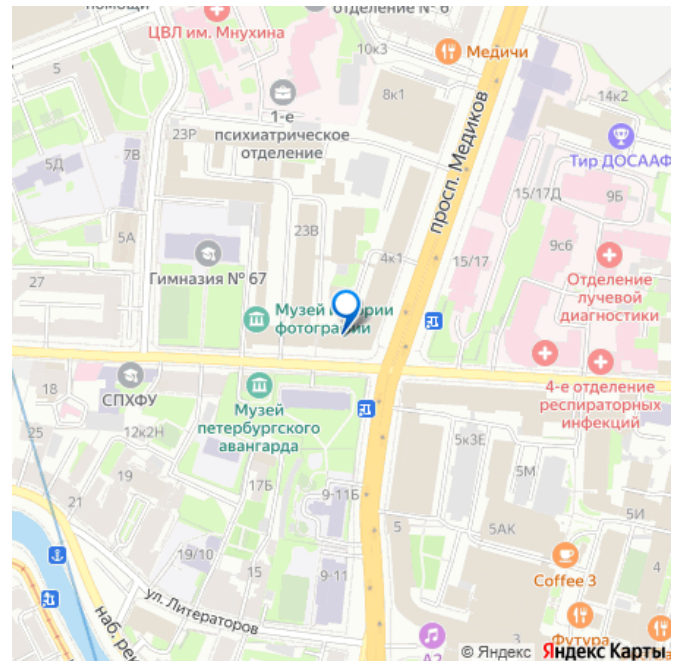 помощи
отделение № 6
ЦВЛ им. Мнухина
10к3
Медичи
5
8к1
14к2
1-е
психиатрическое
отделение
23Р
просп. Медиков
Тир ДОСААФ
7В
5Д
15/17Д
9Б
23В
5А
4к1
9с6
Гимназия № 67
15/17
Отделение
лучевой
диагностики
27
Музей истории
фотографии
18
СПХФУ
Музей
петербургского
авангарда
4-е отделение
респираторных
инфекций
25
12к2Н
5к3Е
19
17Б
9-11Б
5М
21
5
5АК
5И
19/10
15
9-11
Coffee 3
4
ул. Литераторов
3
наб. рек
A2
Футура
© Яндекс Яндекс Карты